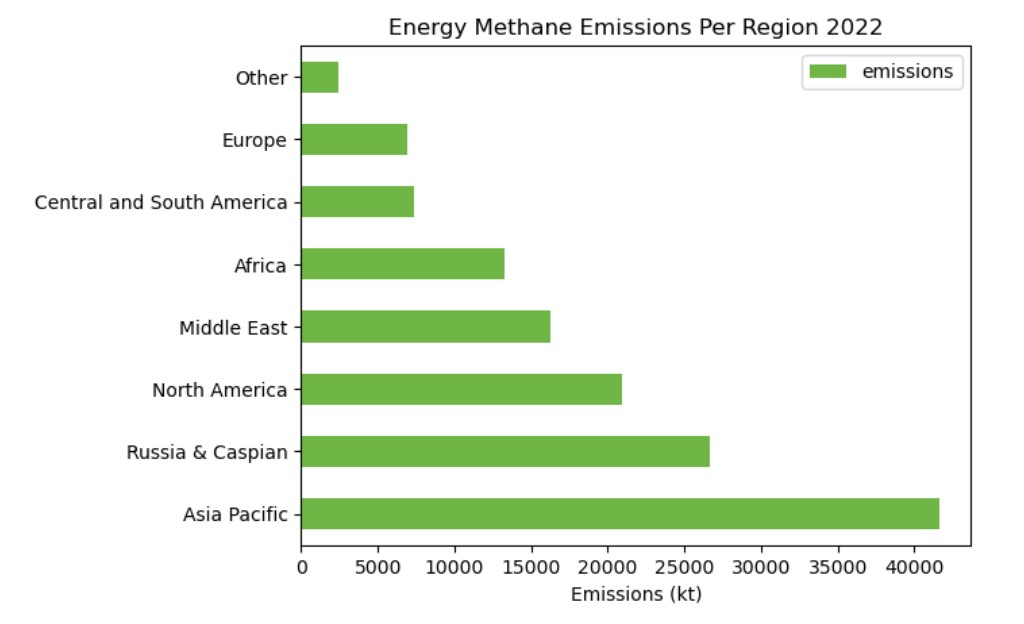 Energy Methane Emissions Per Region 2022
emissions
Other
Europe
Central and South America
Africa
Middle East
North America
Russia & Caspian
Asia Pacific
0 5000 10000 15000 20000 25000 30000 35000 40000
Emissions (kt)